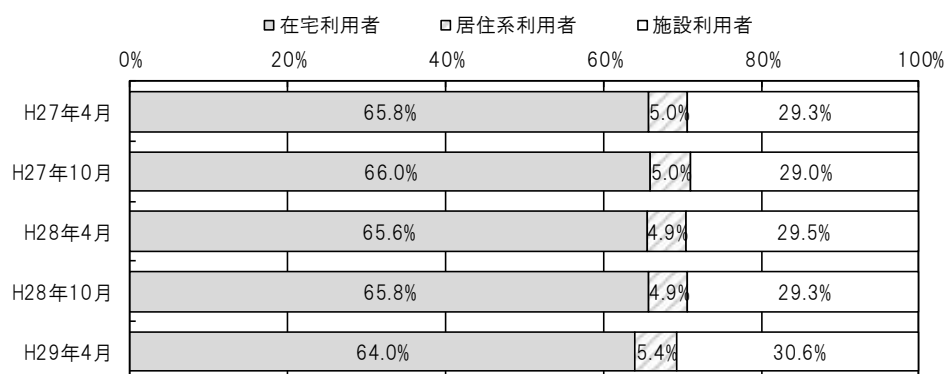 在宅利用者 居住系利用者 施設利用者
0% 20% 40% 60% 80% 100%
H27年4月 65.8% 5.0% 29.3%
H27年10月 66.0% 5.0% 29.0%
H28年4月 65.6% 4.9% 29.5%
H28年10月 65.8% 4.9% 29.3%
H29年4月 64.0% 5.4% 30.6%